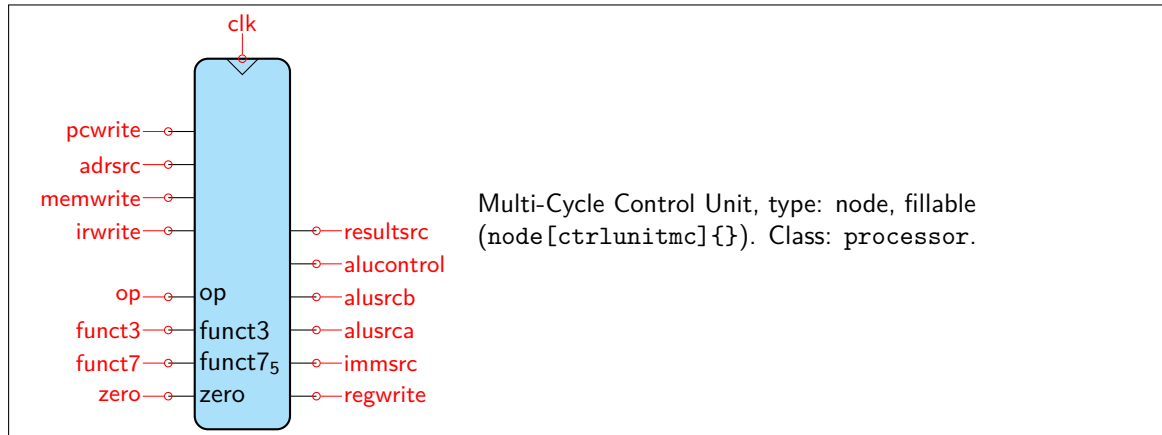 clk
pcwrite
adrsrc
memwrite
irwrite
resultsrc
alucontrol
op op alusrcb
funct3 funct3 alusrca
funct7 funct7₅ immsrc
zero zero regwrite
Multi-Cycle Control Unit, type: node, fillable
(node[ctrlunitmc]{}). Class: processor.